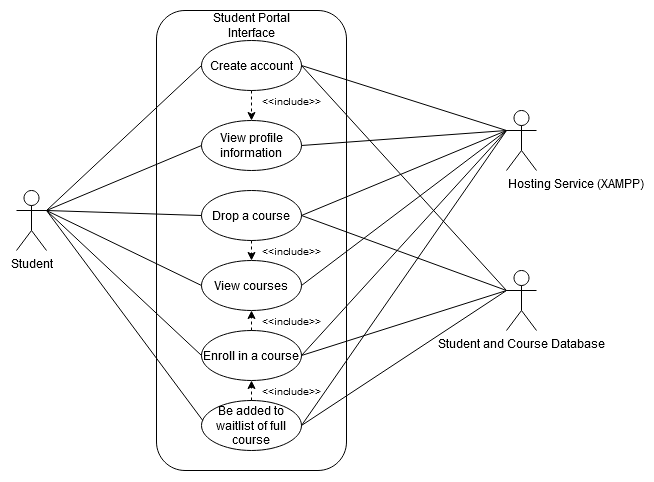 Student Portal
Interface
Create account
<<include>>
View profile
information
Hosting Service (XAMPP)
Drop a course
<<include>>
Student
View courses
<<include>>
Student and Course Database
Enroll in a course
<<include>>
Be added to
waitlist of full
course